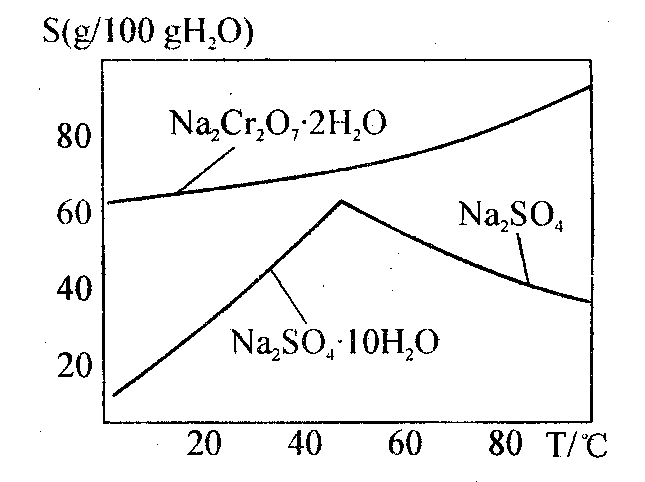 S(g/100 gH₂O)
Na₂Cr₂O₇·2H₂O
80
60
Na₂SO₄
40
Na₂SO₄·10H₂O
20
20 40 60 80 T/℃